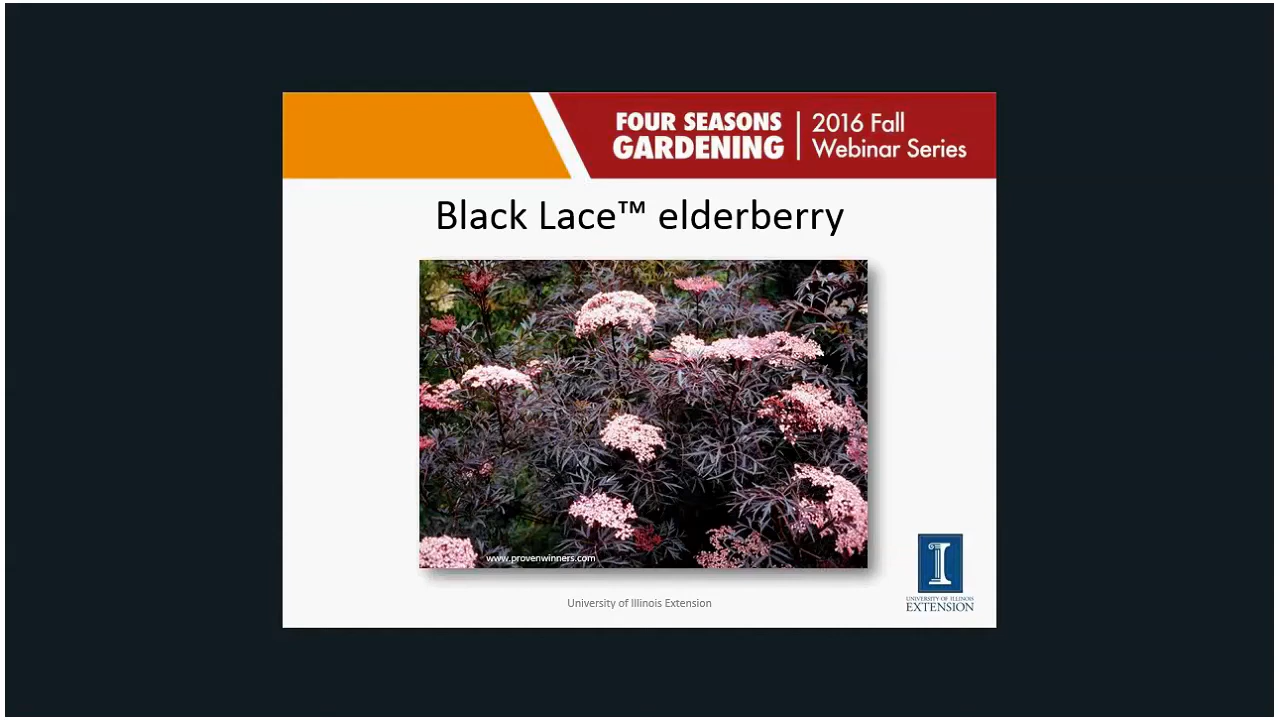 FOUR SEASONS
GARDENING
2016 Fall
Webinar Series
Black Lace™ elderberry
www.provenwinners.com
University of Illinois Extension
I
UNIVERSITY OF ILLINOIS
EXTENSION